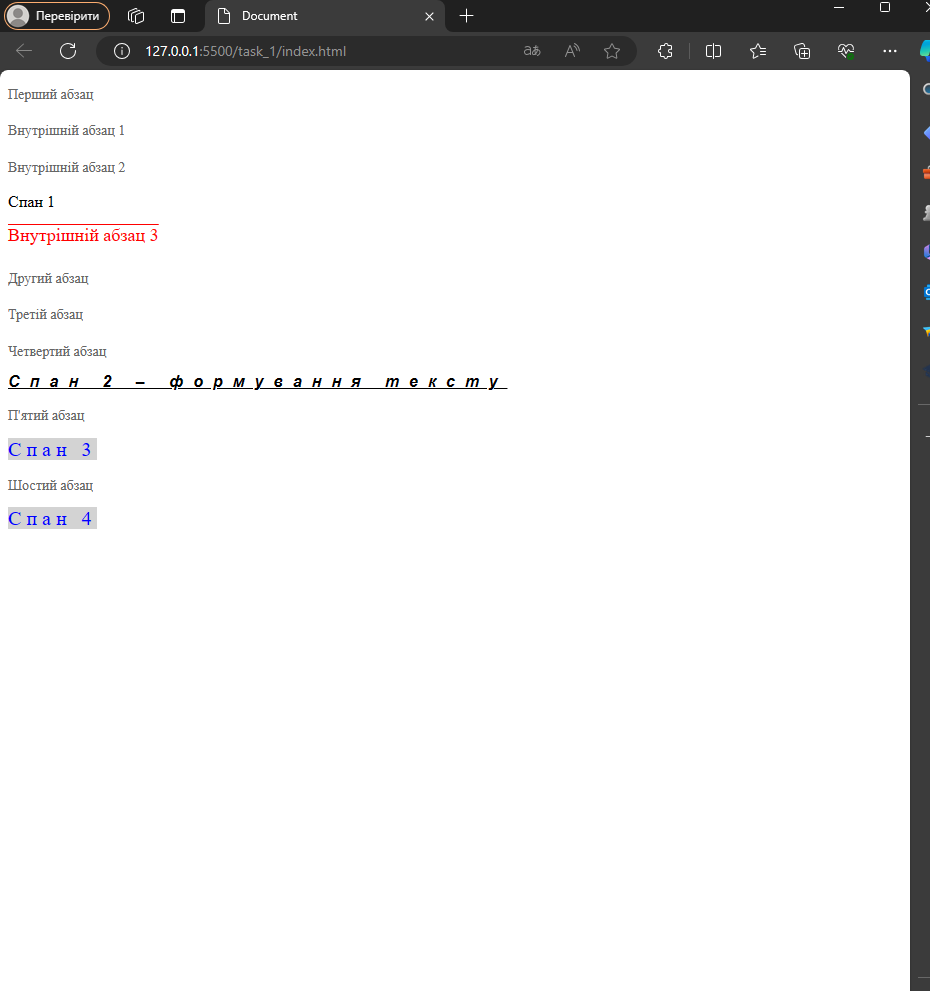 Перевірити
Document
127.0.0.1:5500/task_1/index.html
Перший абзац
Внутрішній абзац 1
Внутрішній абзац 2
Спан 1
Внутрішній абзац 3
Другий абзац
Третій абзац
Четвертий абзац
Спан 2 – формування тексту
П'ятий абзац
Спан 3
Шостий абзац
Спан 4